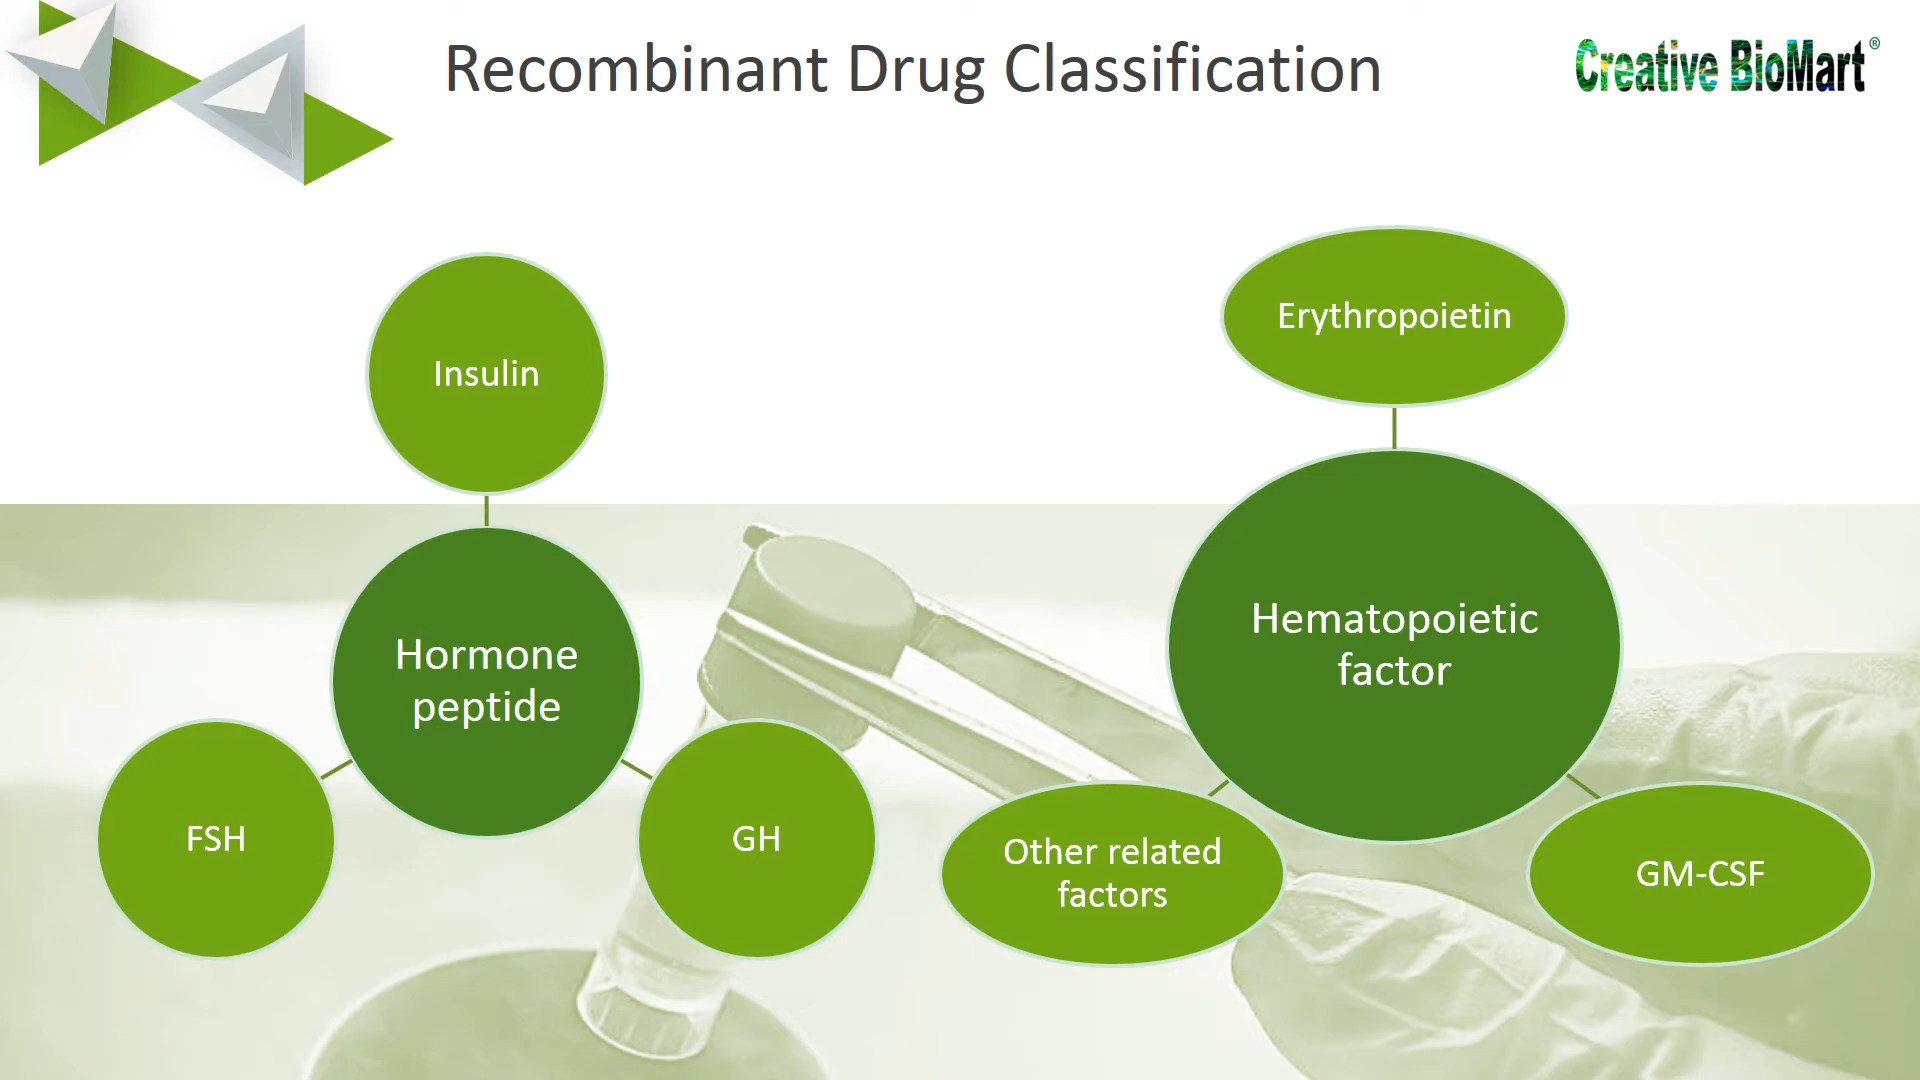 Recombinant Drug Classification
Creative BioMart®
Insulin
Hormone
peptide
FSH
GH
Erythropoietin
Hematopoietic
factor
Other related
factors
GM-CSF